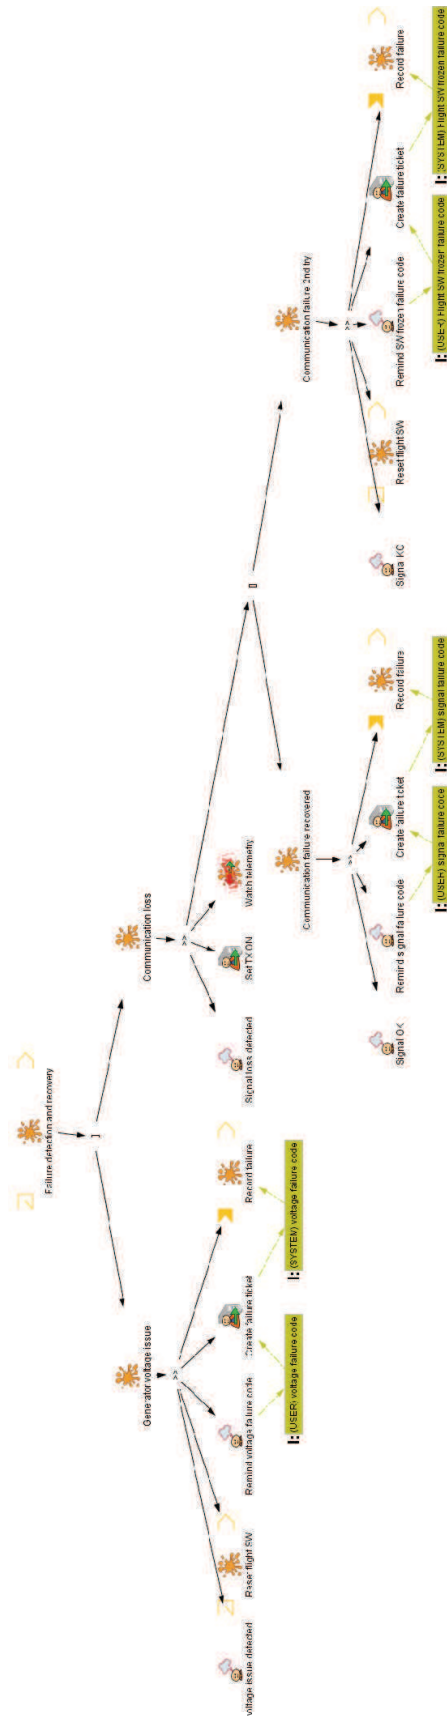 Failure detection and recovery
[]
Generator voltage issue
>>
voltage issue detected
Reset flight SW
Remind voltage failure code
Create failure ticket
Record failure
I: (USER) voltage failure code
I: (SYSTEM) voltage failure code
Communication loss
>>
Signal loss detected
Set TX ON
Watch telemetry
[]
Communication failure recovered
>>
Signal OK
Remind signal failure code
Create failure ticket
Record failure
I: (USER) signal failure code
I: (SYSTEM) signal failure code
Communication failure 2nd try
>>
Signal KO
Reset flight SW
Remind SW frozen failure code
Create failure ticket
Record failure
I: (USER) Flight SW frozen failure code
I: (SYSTEM) Flight SW frozen failure code